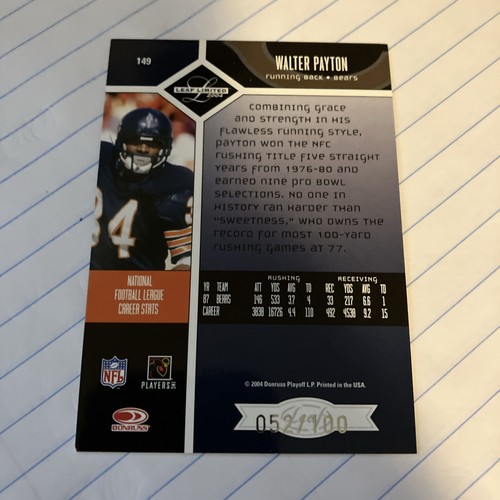 149
LEAF LIMITED
2004
WALTER PAYTON
RUNNING BACK • BEARS
COMBINING GRACE
AND STRENGTH IN HIS
FLAWLESS RUNNING STYLE,
PAYTON WON THE NFC
RUSHING TITLE FIVE STRAIGHT
YEARS FROM 1976-80 AND
EARNED NINE PRO BOWL
SELECTIONS. NO ONE IN
HISTORY RAN HARDER THAN
"SWEETNESS," WHO OWNS THE
RECORD FOR MOST 100-YARD
RUSHING GAMES AT 77.
34
NATIONAL
FOOTBALL LEAGUE
CAREER STATS
RUSHING RECEIVING
YR TEAM ATT YDS AVG TD REC YDS AVG TD
87 BEARS 146 533 3.7 4 33 217 6.6 1
CAREER 3838 16726 4.4 110 492 4538 9.2 15
NFL
PLAYERS INC
DONRUSS
© 2004 Donruss Playoff L.P. Printed in the USA.
052/100